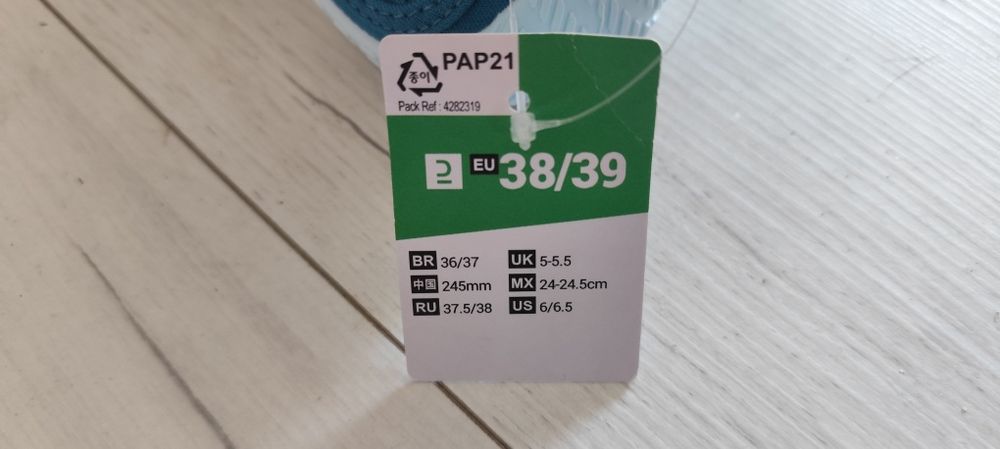 PAP21
종이
Pack Ref : 4282319
EU 38/39
BR 36/37 UK 5-5.5
中国 245mm MX 24-24.5cm
RU 37.5/38 US 6/6.5